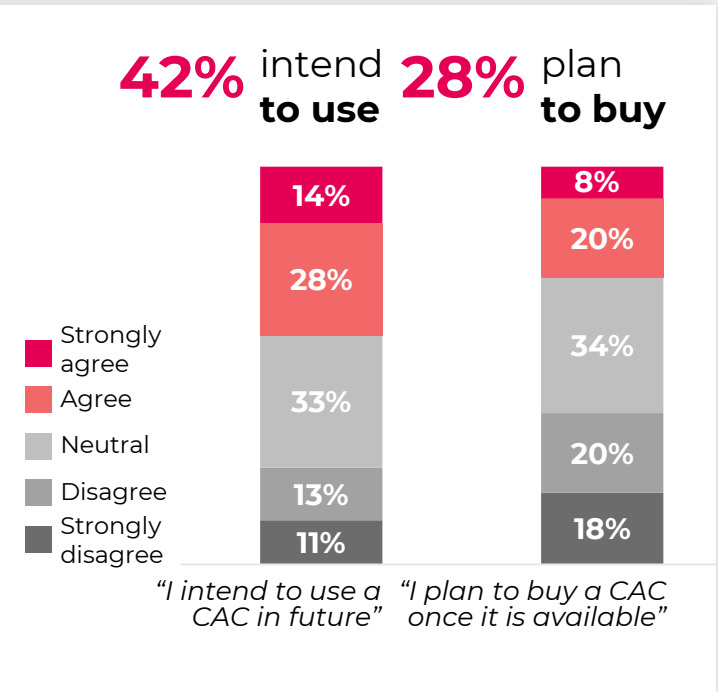 42% intend to use
28% plan to buy
14%
28%
33%
13%
11%
8%
20%
34%
20%
18%
Strongly
agree
Agree
Neutral
Disagree
Strongly
disagree
“I intend to use a
CAC in future”
“I plan to buy a CAC
once it is available”